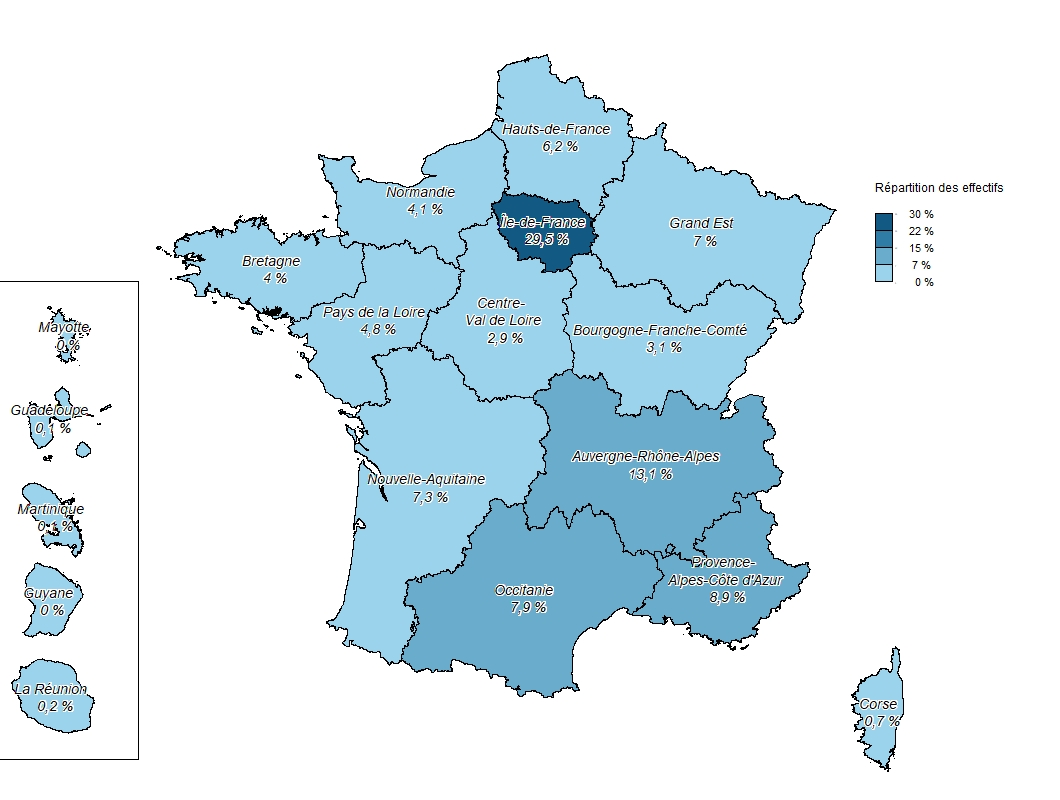 Hauts-de-France
6,2 %
Normandie
4,1 %
Île-de-France
29,5 %
Grand Est
7 %
Répartition des effectifs
30 %
22 %
15 %
7 %
0 %
Bretagne
4 %
Pays de la Loire
4,8 %
Centre-
Val de Loire
2,9 %
Bourgogne-Franche-Comté
3,1 %
Mayotte
0 %
Guadeloupe
0,1 %
Auvergne-Rhône-Alpes
13,1 %
Nouvelle-Aquitaine
7,3 %
Martinique
0,1 %
Provence-
Alpes-Côte d'Azur
8,9 %
Occitanie
7,9 %
Guyane
0 %
La Réunion
0,2 %
Corse
0,7 %